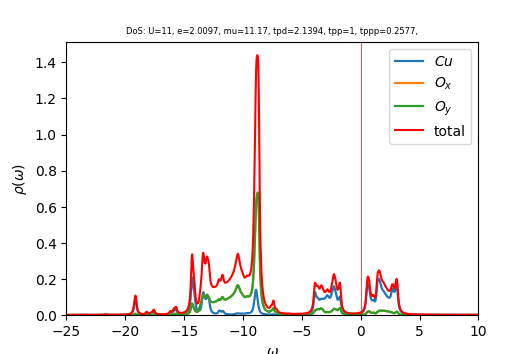 DoS: U=11, e=2.0097, mu=11.17, tpd=2.1394, tpp=1, tppp=0.2577,
1.4
1.2
1.0
0.8
0.6
0.4
0.2
0.0
ρ(ω)
Cu
O_x
O_y
total
−25 −20 −15 −10 −5 0 5 10
ω